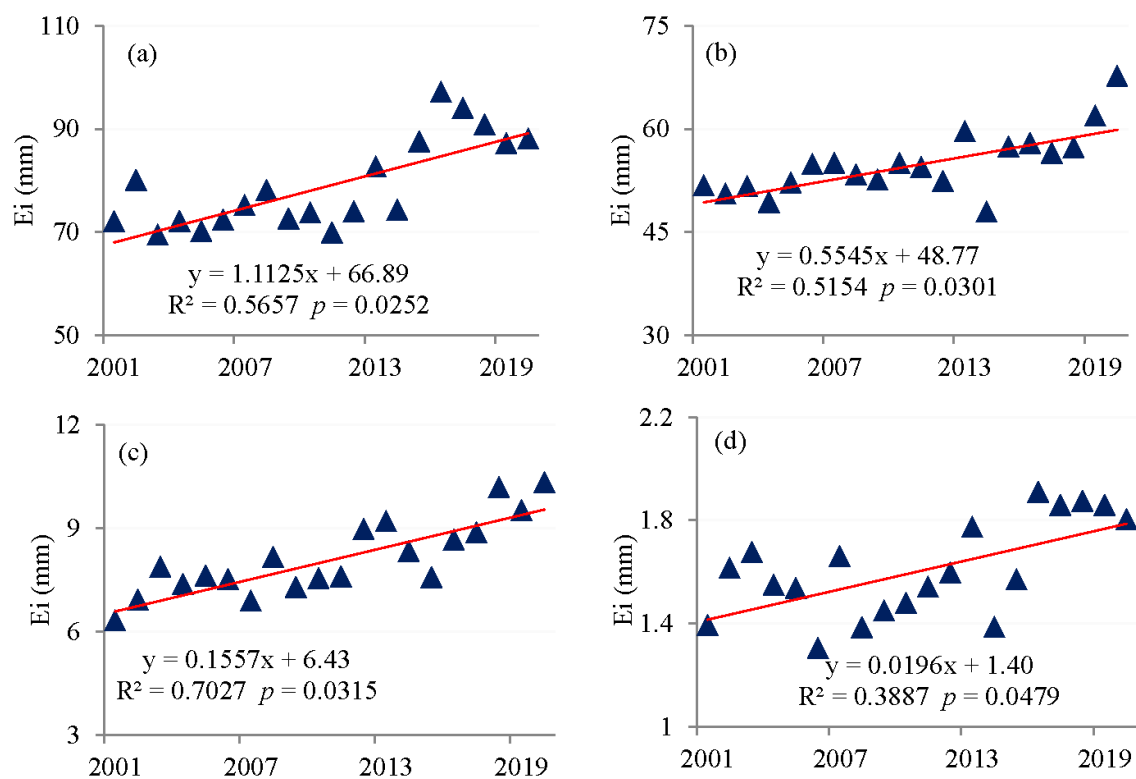 110
(a)
90
Ei (mm)
70
y = 1.1125x + 66.89
R² = 0.5657 p = 0.0252
50
2001 2007 2013 2019
75
(b)
60
Ei (mm)
45
y = 0.5545x + 48.77
R² = 0.5154 p = 0.0301
30
2001 2007 2013 2019
12
(c)
9
Ei (mm)
6
y = 0.1557x + 6.43
R² = 0.7027 p = 0.0315
3
2001 2007 2013 2019
2.2
(d)
1.8
Ei (mm)
1.4
y = 0.0196x + 1.40
R² = 0.3887 p = 0.0479
1
2001 2007 2013 2019